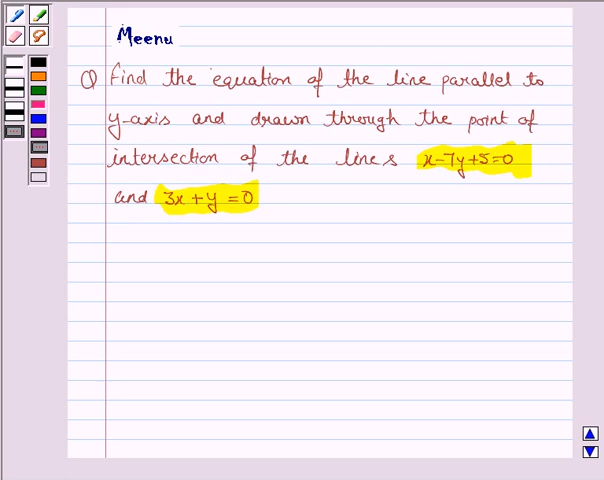 Meenu
Q Find the equation of the line parallel to
y-axis and drawn through the point of
intersection of the lines x-7y+5=0
and 3x+y=0